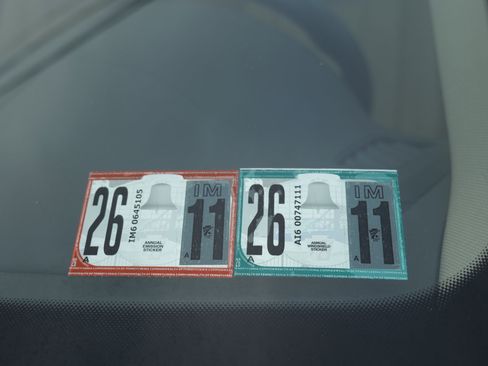 26
IM6 0645105
ANNUAL
EMISSION
STICKER
IM
11
A
A
26
AI6 00747111
ANNUAL
WINDSHIELD
STICKER
IM
11
A
A